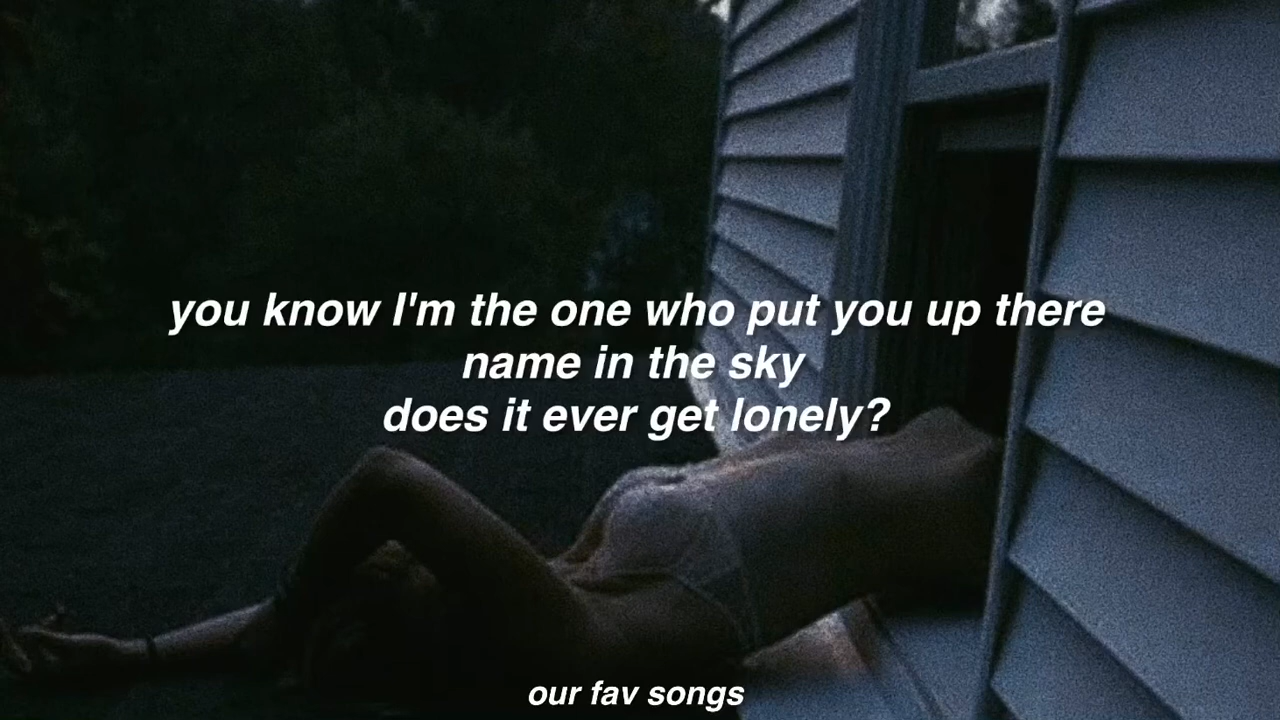 you know I'm the one who put you up there
name in the sky
does it ever get lonely?
our fav songs